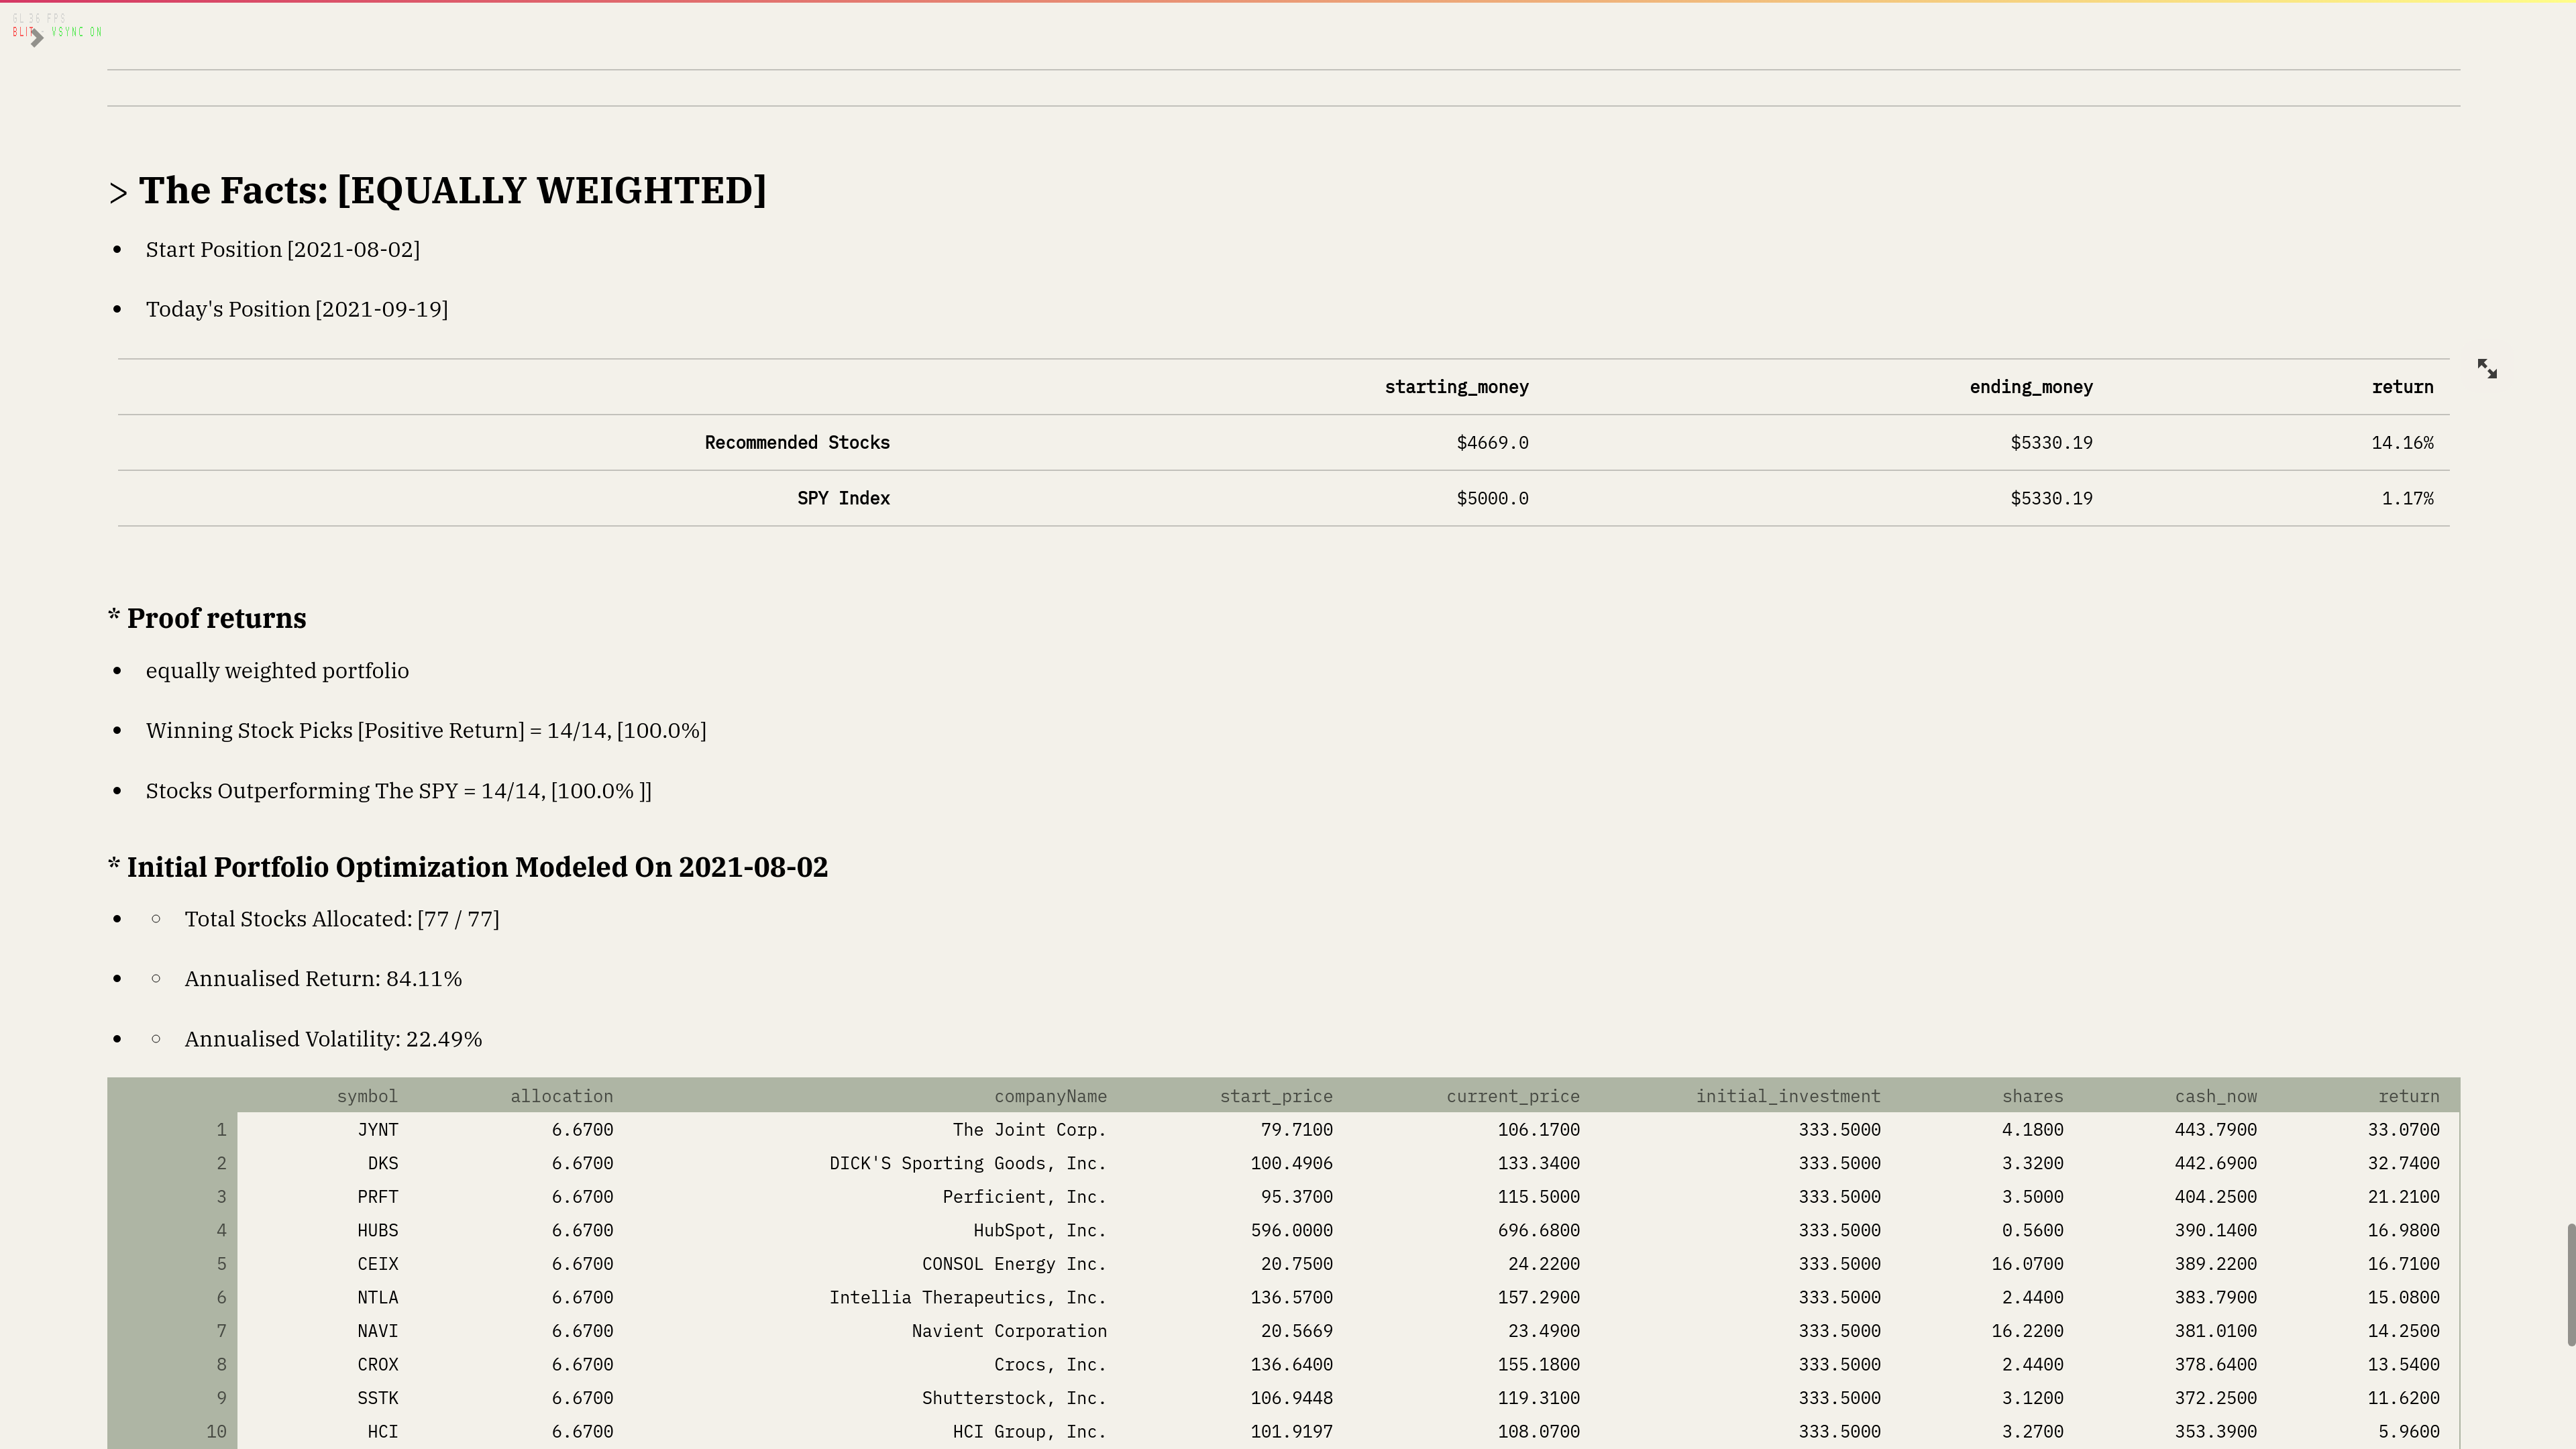 GL 36 FPS
BLIT - VSYNC ON
> The Facts: [EQUALLY WEIGHTED]
• Start Position [2021-08-02]
• Today's Position [2021-09-19]
starting_money ending_money return
Recommended Stocks $4669.0 $5330.19 14.16%
SPY Index $5000.0 $5330.19 1.17%
* Proof returns
• equally weighted portfolio
• Winning Stock Picks [Positive Return] = 14/14, [100.0%]
• Stocks Outperforming The SPY = 14/14, [100.0% ]]
* Initial Portfolio Optimization Modeled On 2021-08-02
• ○ Total Stocks Allocated: [77 / 77]
• ○ Annualised Return: 84.11%
• ○ Annualised Volatility: 22.49%
symbol allocation companyName start_price current_price initial_investment shares cash_now return
1 JYNT 6.6700 The Joint Corp. 79.7100 106.1700 333.5000 4.1800 443.7900 33.0700
2 DKS 6.6700 DICK'S Sporting Goods, Inc. 100.4906 133.3400 333.5000 3.3200 442.6900 32.7400
3 PRFT 6.6700 Perficient, Inc. 95.3700 115.5000 333.5000 3.5000 404.2500 21.2100
4 HUBS 6.6700 HubSpot, Inc. 596.0000 696.6800 333.5000 0.5600 390.1400 16.9800
5 CEIX 6.6700 CONSOL Energy Inc. 20.7500 24.2200 333.5000 16.0700 389.2200 16.7100
6 NTLA 6.6700 Intellia Therapeutics, Inc. 136.5700 157.2900 333.5000 2.4400 383.7900 15.0800
7 NAVI 6.6700 Navient Corporation 20.5669 23.4900 333.5000 16.2200 381.0100 14.2500
8 CROX 6.6700 Crocs, Inc. 136.6400 155.1800 333.5000 2.4400 378.6400 13.5400
9 SSTK 6.6700 Shutterstock, Inc. 106.9448 119.3100 333.5000 3.1200 372.2500 11.6200
10 HCI 6.6700 HCI Group, Inc. 101.9197 108.0700 333.5000 3.2700 353.3900 5.9600